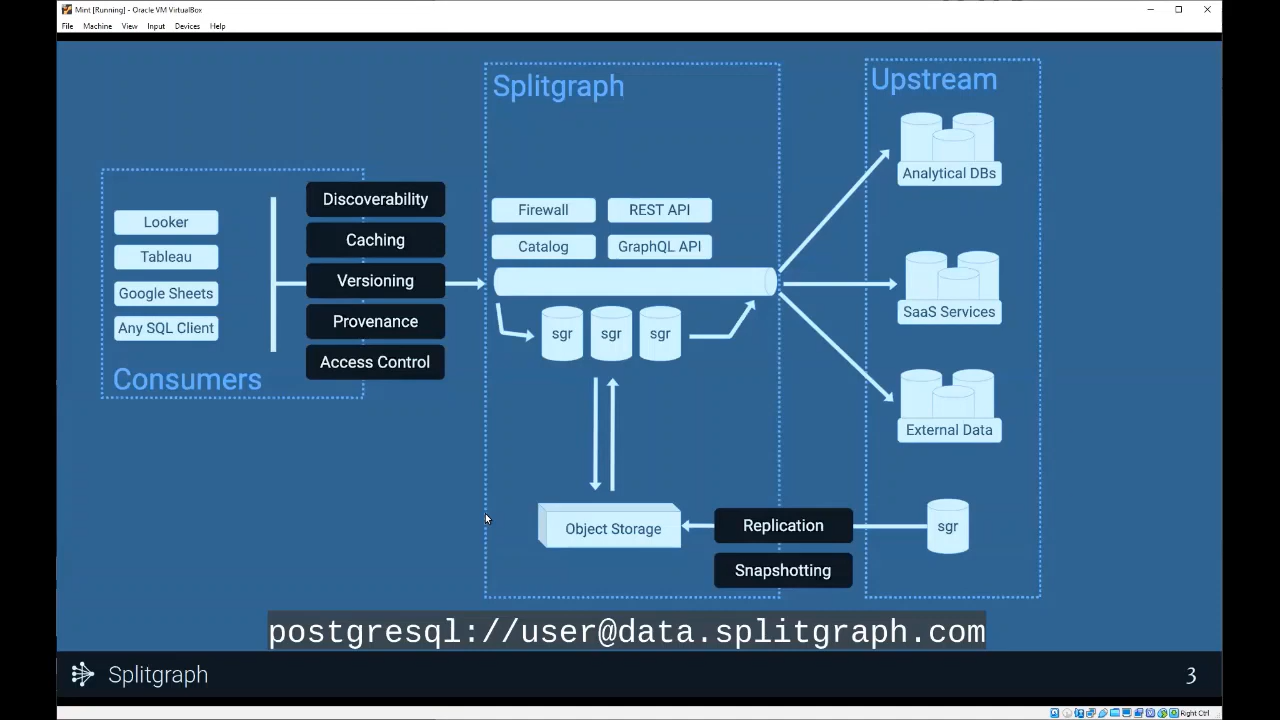 Mint [Running] - Oracle VM VirtualBox
File Machine View Input Devices Help
Splitgraph
Upstream
Analytical DBs
Discoverability
Looker
Firewall
REST API
Caching
Tableau
Catalog
GraphQL API
Versioning
Google Sheets
SaaS Services
Provenance
Any SQL Client
sgr
sgr
sgr
Access Control
Consumers
External Data
Object Storage
Replication
sgr
Snapshotting
postgresql://user@data.splitgraph.com
Splitgraph
3
Right Ctrl